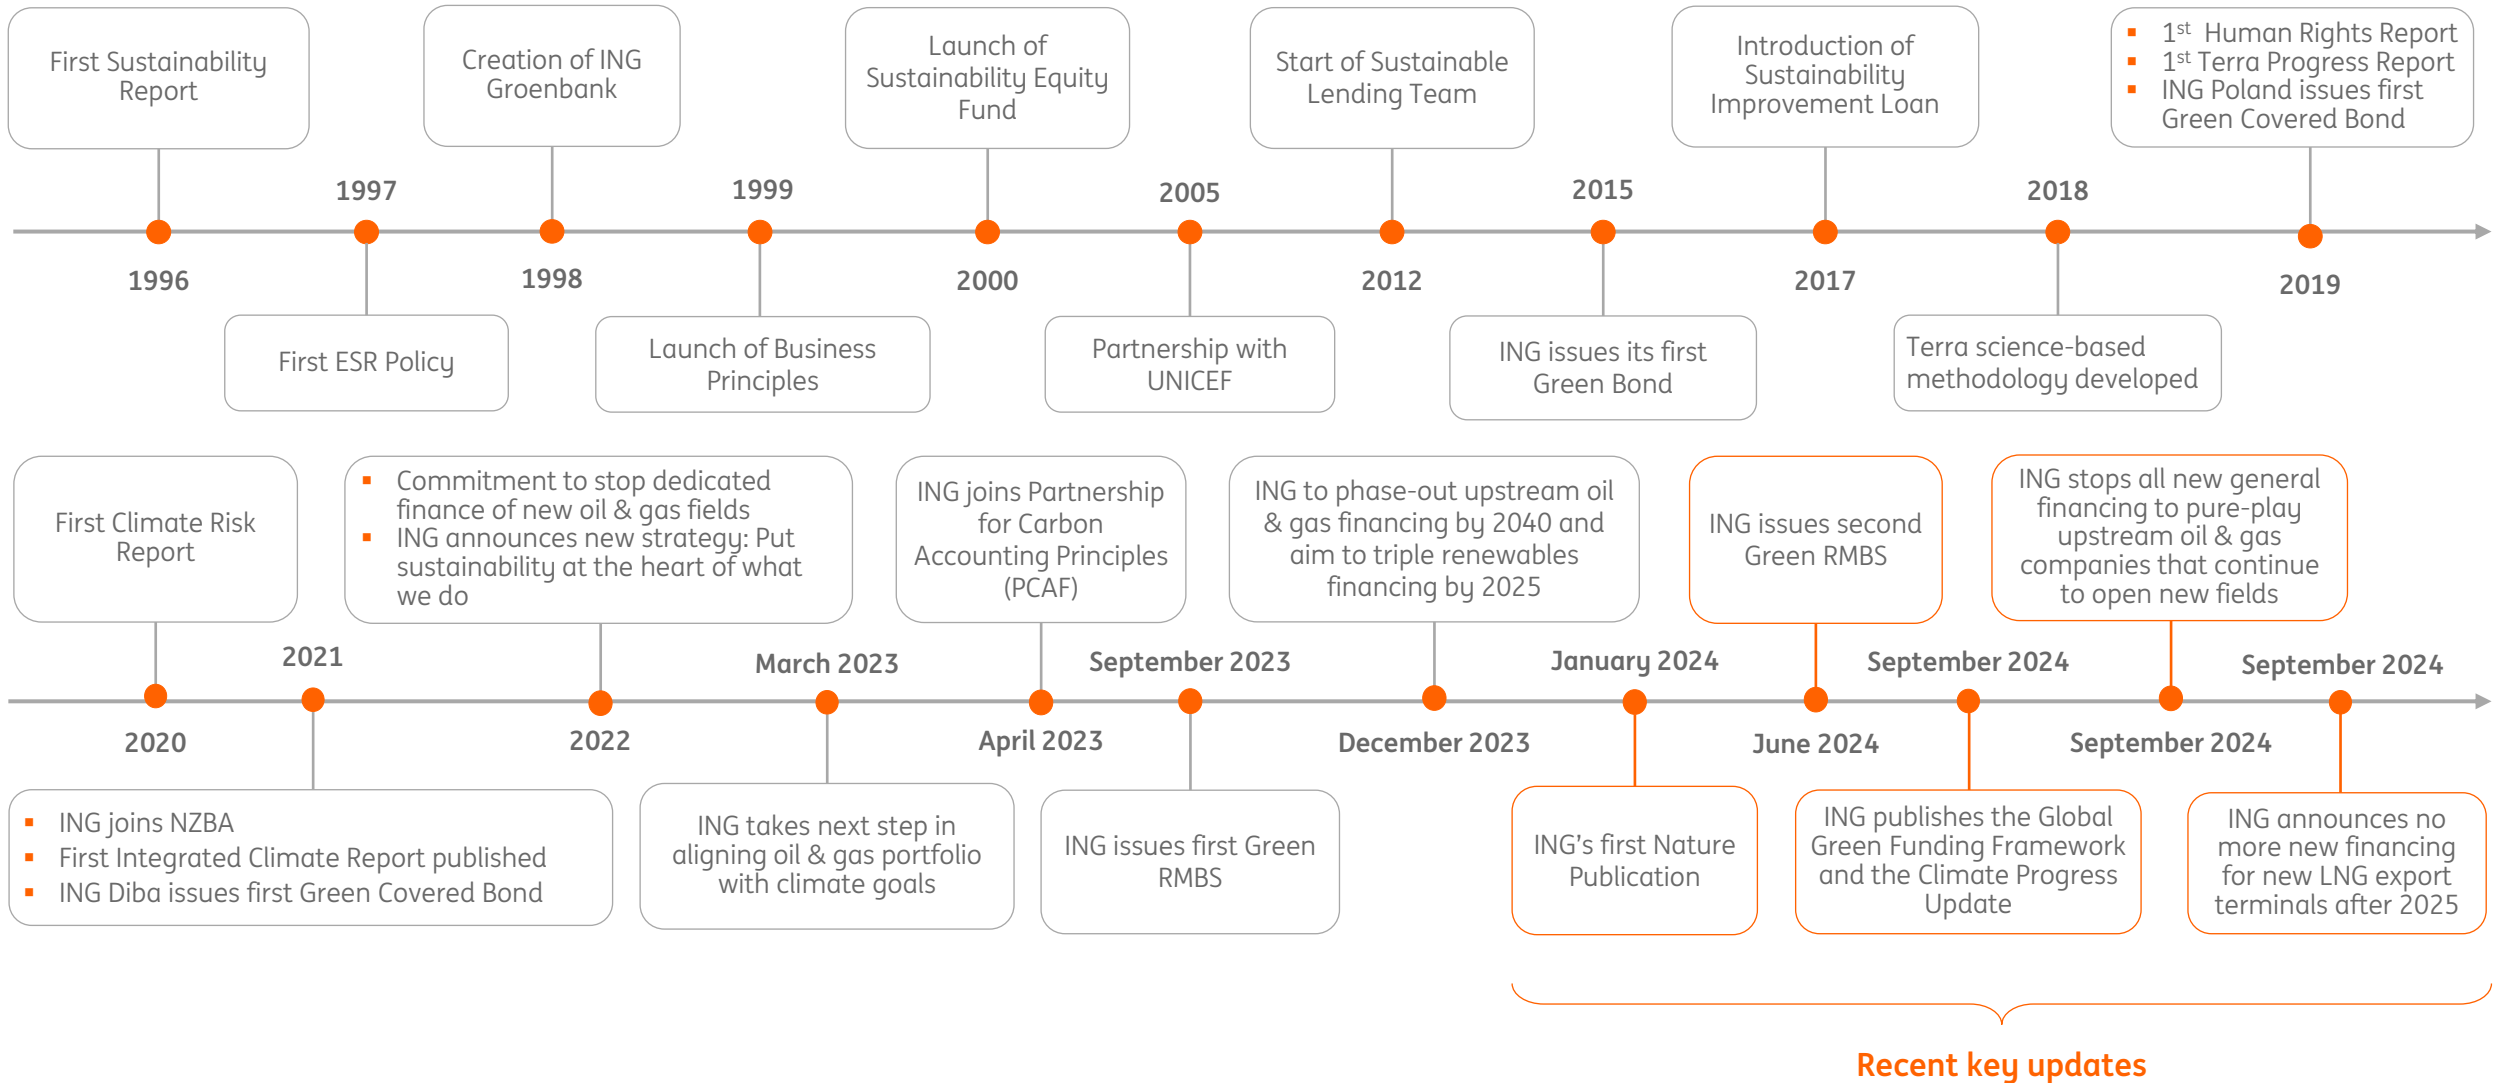 First Sustainability
Report
Creation of ING
Groenbank
Launch of
Sustainability Equity
Fund
Start of Sustainable
Lending Team
Introduction of
Sustainability
Improvement Loan
▪ 1st Human Rights Report
▪ 1st Terra Progress Report
▪ ING Poland issues first
Green Covered Bond
1997
1999
2005
2015
2018
1996
1998
2000
2012
2017
2019
First ESR Policy
Launch of Business
Principles
Partnership with
UNICEF
ING issues its first
Green Bond
Terra science-based
methodology developed
First Climate Risk
Report
▪ Commitment to stop dedicated
finance of new oil & gas fields
▪ ING announces new strategy: Put
sustainability at the heart of what
we do
ING joins Partnership
for Carbon
Accounting Principles
(PCAF)
ING to phase-out upstream oil
& gas financing by 2040 and
aim to triple renewables
financing by 2025
ING issues second
Green RMBS
ING stops all new general
financing to pure-play
upstream oil & gas
companies that continue
to open new fields
2021
March 2023
September 2023
January 2024
September 2024
September 2024
2020
2022
April 2023
December 2023
June 2024
September 2024
▪ ING joins NZBA
▪ First Integrated Climate Report published
▪ ING Diba issues first Green Covered Bond
ING takes next step in
aligning oil & gas portfolio
with climate goals
ING issues first Green
RMBS
ING’s first Nature
Publication
ING publishes the Global
Green Funding Framework
and the Climate Progress
Update
ING announces no
more new financing
for new LNG export
terminals after 2025
Recent key updates